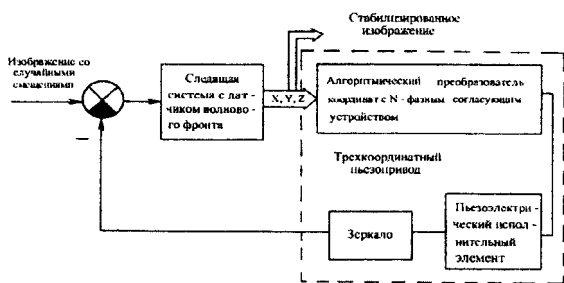 Стабилизированное
изображение
Изображение со
случайными
смещениями
Следящая
система с дат-
чиком волново-
го фронта
X, Y, Z
Алгоритмический преобразователь
координат с N - фазным согласующим
устройством
Трехкоординатный
пьезопривод
Зеркало
Пьезоэлектри-
ческий испол-
нительный
элемент